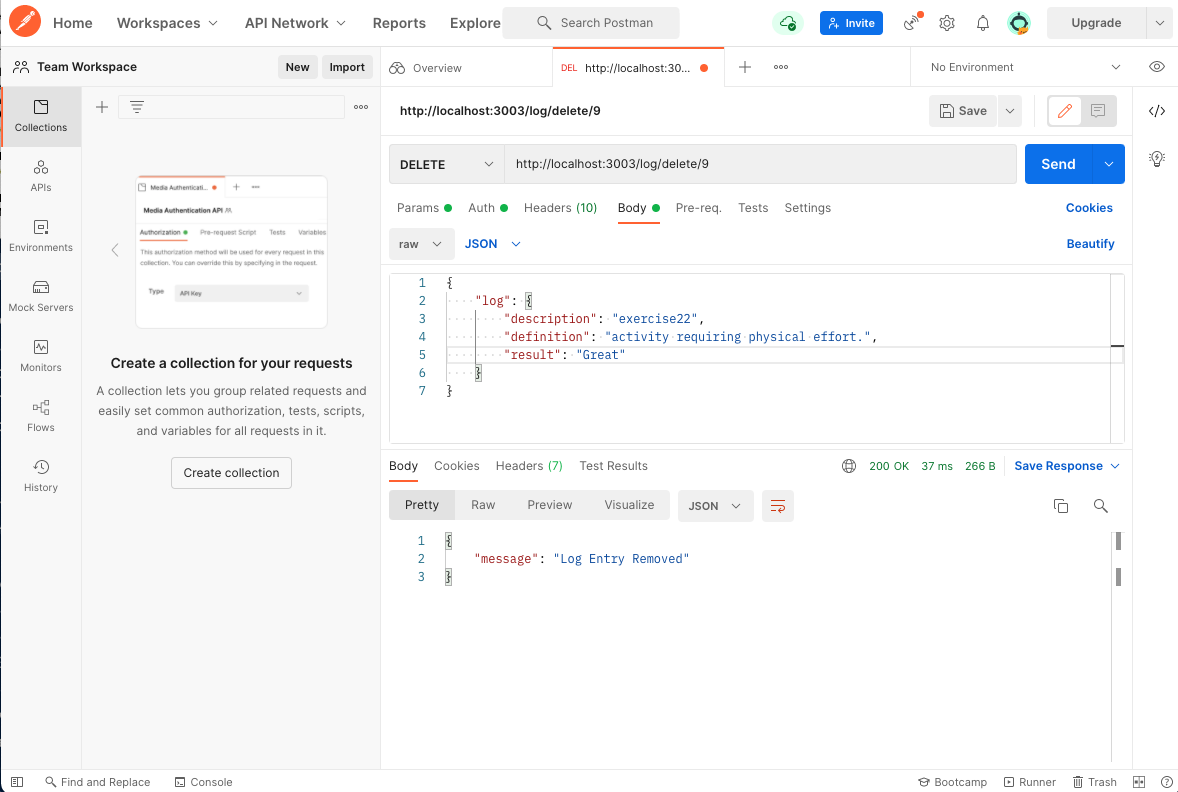 Home Workspaces API Network Reports Explore Search Postman Invite Upgrade
Team Workspace New Import Overview DEL http://localhost:30... No Environment
Collections
APIs
Environments
Mock Servers
Monitors
Flows
History
Media Authenticati...
Media Authentication API
Authorization Pre-request Script Tests Variables
This authorization method will be used for every request in this
collection. You can override this by specifying in the request.
Type API Key
Create a collection for your requests
A collection lets you group related requests and
easily set common authorization, tests, scripts,
and variables for all requests in it.
Create collection
http://localhost:3003/log/delete/9 Save
DELETE http://localhost:3003/log/delete/9 Send
Params Auth Headers (10) Body Pre-req. Tests Settings Cookies
raw JSON Beautify
1 {
2 "log": {
3 "description": "exercise22",
4 "definition": "activity requiring physical effort.",
5 "result": "Great"
6 }
7 }
Body Cookies Headers (7) Test Results 200 OK 37 ms 266 B Save Response
Pretty Raw Preview Visualize JSON
1 {
2 "message": "Log Entry Removed"
3 }
Find and Replace Console Bootcamp Runner Trash